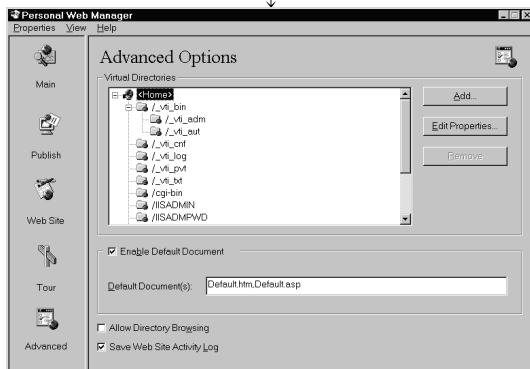 Personal Web Manager
Properties View Help
Main
Publish
Web Site
Tour
Advanced
Advanced Options
Virtual Directories
<Home>
/_vti_bin
/_vti_adm
/_vti_aut
/_vti_cnf
/_vti_log
/_vti_pvt
/_vti_txt
/cgi-bin
/IISADMIN
/IISADMPWD
Add...
Edit Properties...
Remove
Enable Default Document
Default Document(s): Default.htm,Default.asp
Allow Directory Browsing
Save Web Site Activity Log